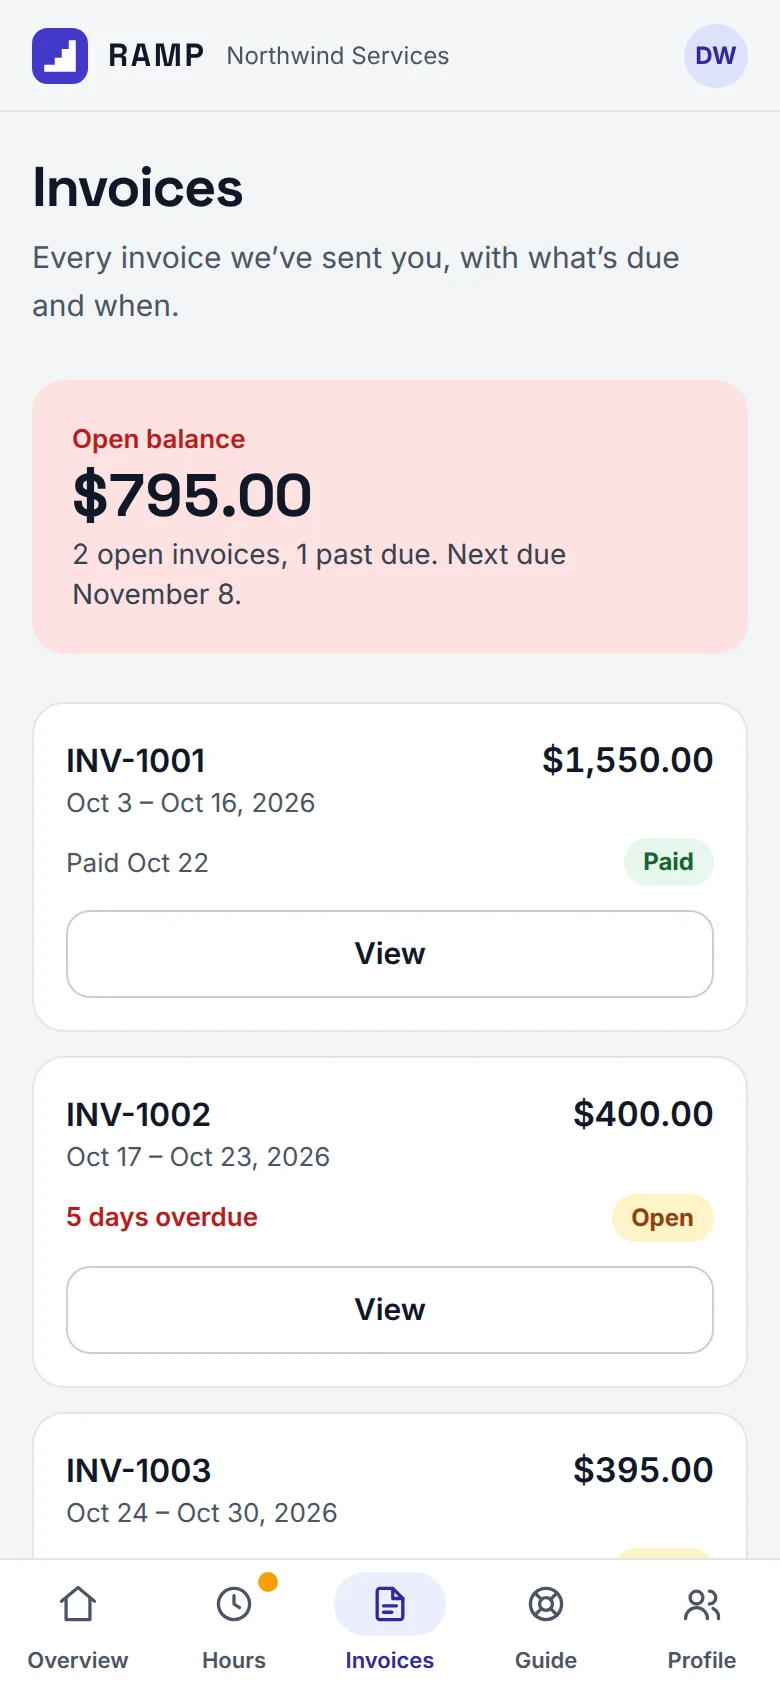 RAMP Northwind Services DW
Invoices
Every invoice we’ve sent you, with what’s due
and when.
Open balance
$795.00
2 open invoices, 1 past due. Next due
November 8.
INV-1001 $1,550.00
Oct 3 – Oct 16, 2026
Paid Oct 22 Paid
View
INV-1002 $400.00
Oct 17 – Oct 23, 2026
5 days overdue Open
View
INV-1003 $395.00
Oct 24 – Oct 30, 2026
Overview Hours Invoices Guide Profile